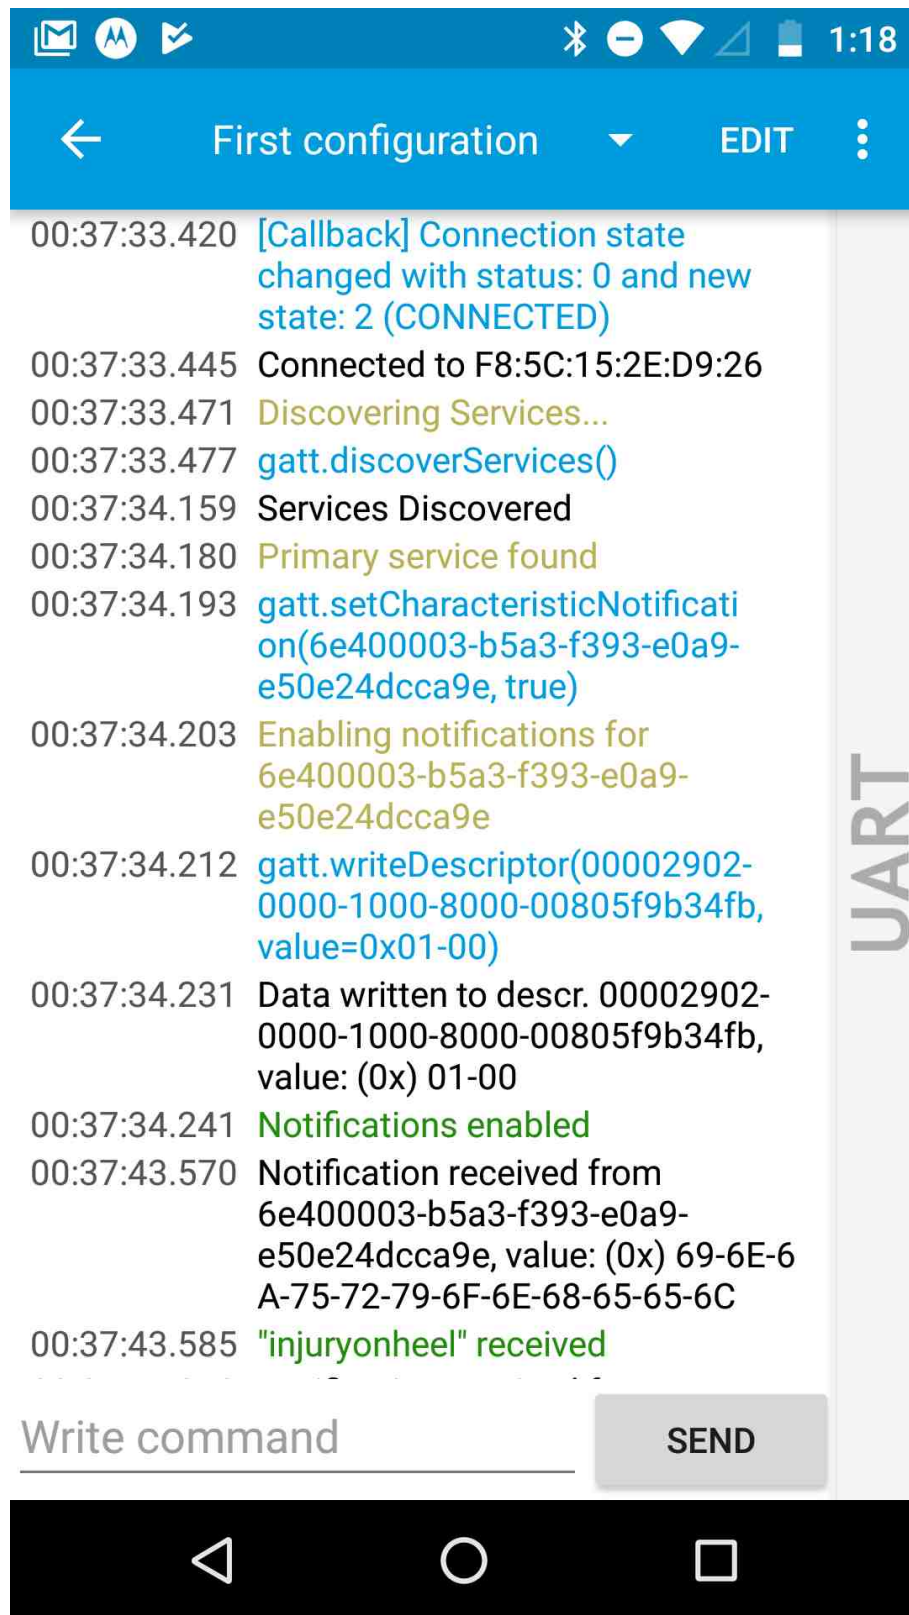 1:18
First configuration
EDIT
00:37:33.420 [Callback] Connection state
changed with status: 0 and new
state: 2 (CONNECTED)
00:37:33.445 Connected to F8:5C:15:2E:D9:26
00:37:33.471 Discovering Services...
00:37:33.477 gatt.discoverServices()
00:37:34.159 Services Discovered
00:37:34.180 Primary service found
00:37:34.193 gatt.setCharacteristicNotificati
on(6e400003-b5a3-f393-e0a9-
e50e24dcca9e, true)
00:37:34.203 Enabling notifications for
6e400003-b5a3-f393-e0a9-
e50e24dcca9e
00:37:34.212 gatt.writeDescriptor(00002902-
0000-1000-8000-00805f9b34fb,
value=0x01-00)
00:37:34.231 Data written to descr. 00002902-
0000-1000-8000-00805f9b34fb,
value: (0x) 01-00
00:37:34.241 Notifications enabled
00:37:43.570 Notification received from
6e400003-b5a3-f393-e0a9-
e50e24dcca9e, value: (0x) 69-6E-6
A-75-72-79-6F-6E-68-65-65-6C
00:37:43.585 "injuryonheel" received
Write command
SEND
UART